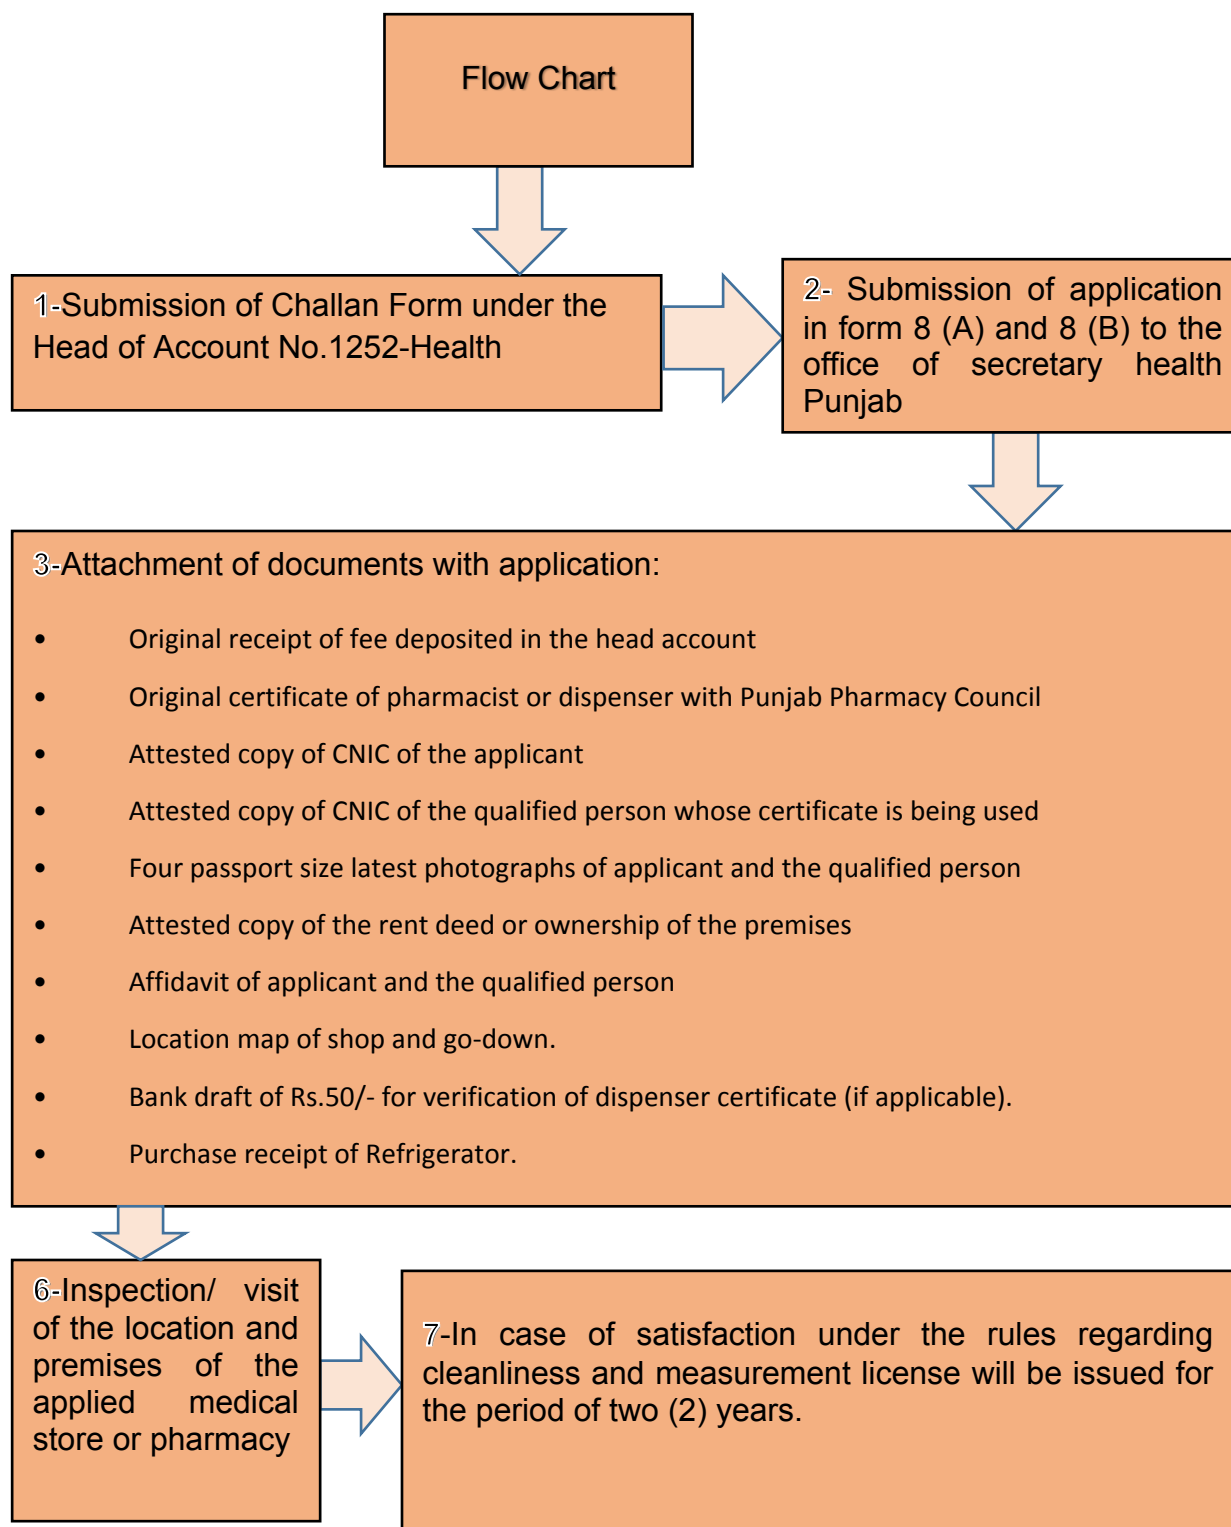 Flow Chart
1-Submission of Challan Form under the
Head of Account No.1252-Health
2- Submission of application
in form 8 (A) and 8 (B) to the
office of secretary health
Punjab
3-Attachment of documents with application:
• Original receipt of fee deposited in the head account
• Original certificate of pharmacist or dispenser with Punjab Pharmacy Council
• Attested copy of CNIC of the applicant
• Attested copy of CNIC of the qualified person whose certificate is being used
• Four passport size latest photographs of applicant and the qualified person
• Attested copy of the rent deed or ownership of the premises
• Affidavit of applicant and the qualified person
• Location map of shop and go-down.
• Bank draft of Rs.50/- for verification of dispenser certificate (if applicable).
• Purchase receipt of Refrigerator.
6-Inspection/ visit
of the location and
premises of the
applied medical
store or pharmacy
7-In case of satisfaction under the rules regarding
cleanliness and measurement license will be issued for
the period of two (2) years.